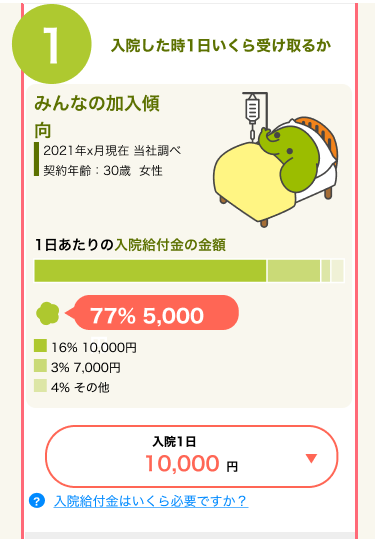 1
入院した時1日いくら受け取るか
みんなの加入傾
向
2021年x月現在 当社調べ
契約年齢：30歳 女性
1日あたりの入院給付金の金額
77% 5,000
16% 10,000円
3% 7,000円
4% その他
入院1日
10,000 円
? 入院給付金はいくら必要ですか？